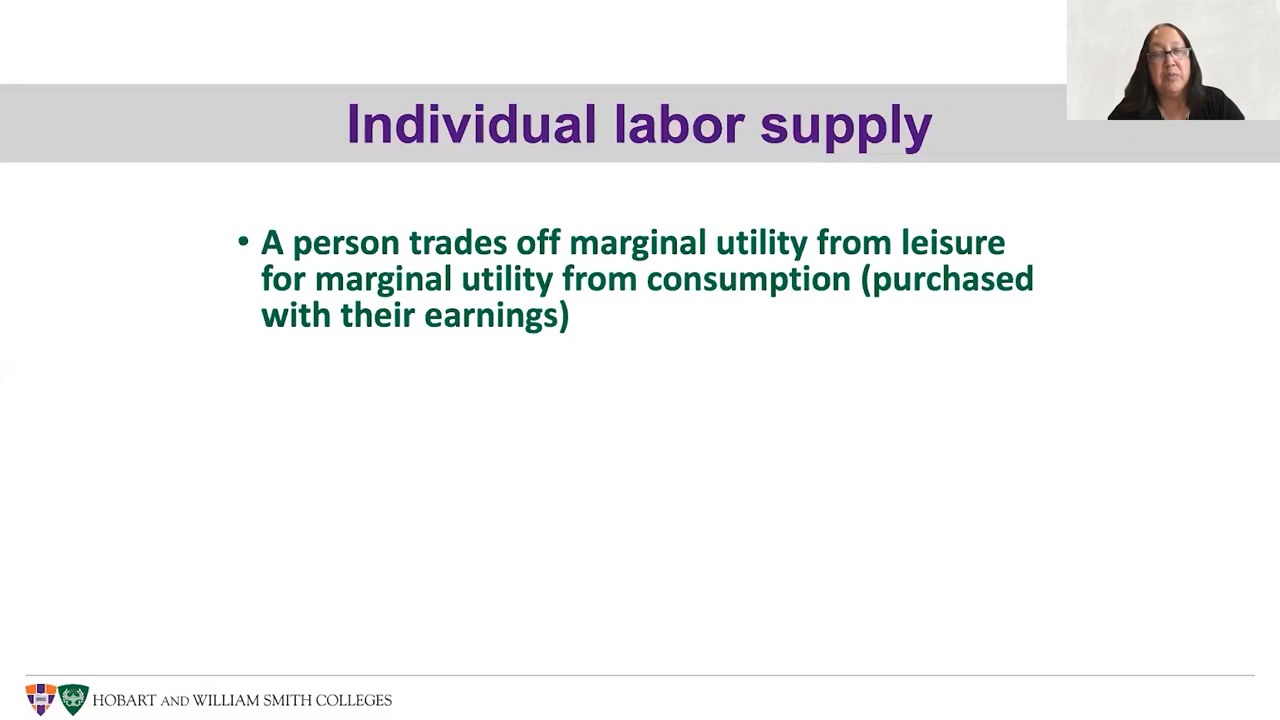 Individual labor supply
• A person trades off marginal utility from leisure
for marginal utility from consumption (purchased
with their earnings)
HOBART AND WILLIAM SMITH COLLEGES